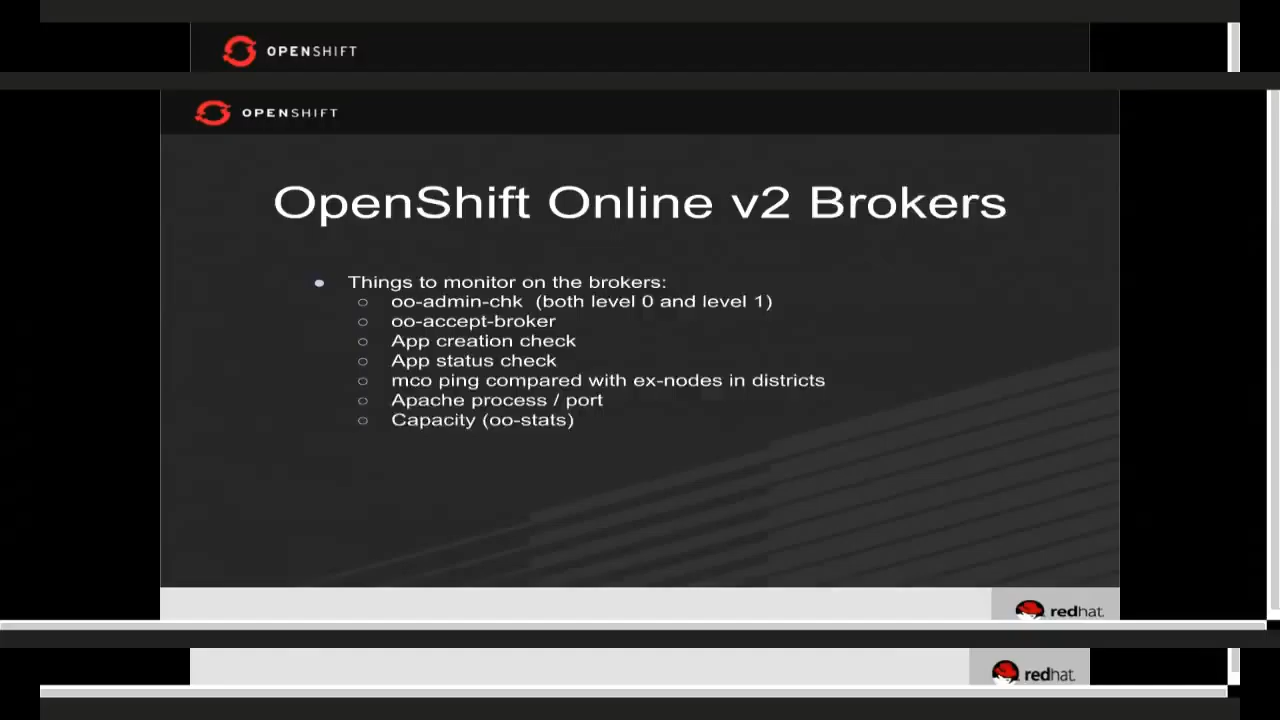 OPENSHIFT
OPENSHIFT
OpenShift Online v2 Brokers
Things to monitor on the brokers:
oo-admin-chk (both level 0 and level 1)
oo-accept-broker
App creation check
App status check
mco ping compared with ex-nodes in districts
Apache process / port
Capacity (oo-stats)
redhat.
redhat.